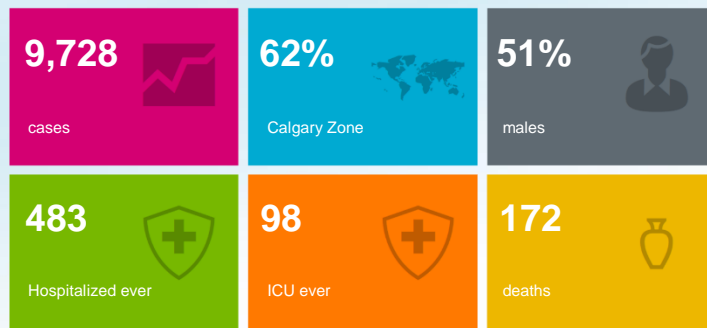 9,728
cases
62%
Calgary Zone
51%
males
483
Hospitalized ever
98
ICU ever
172
deaths